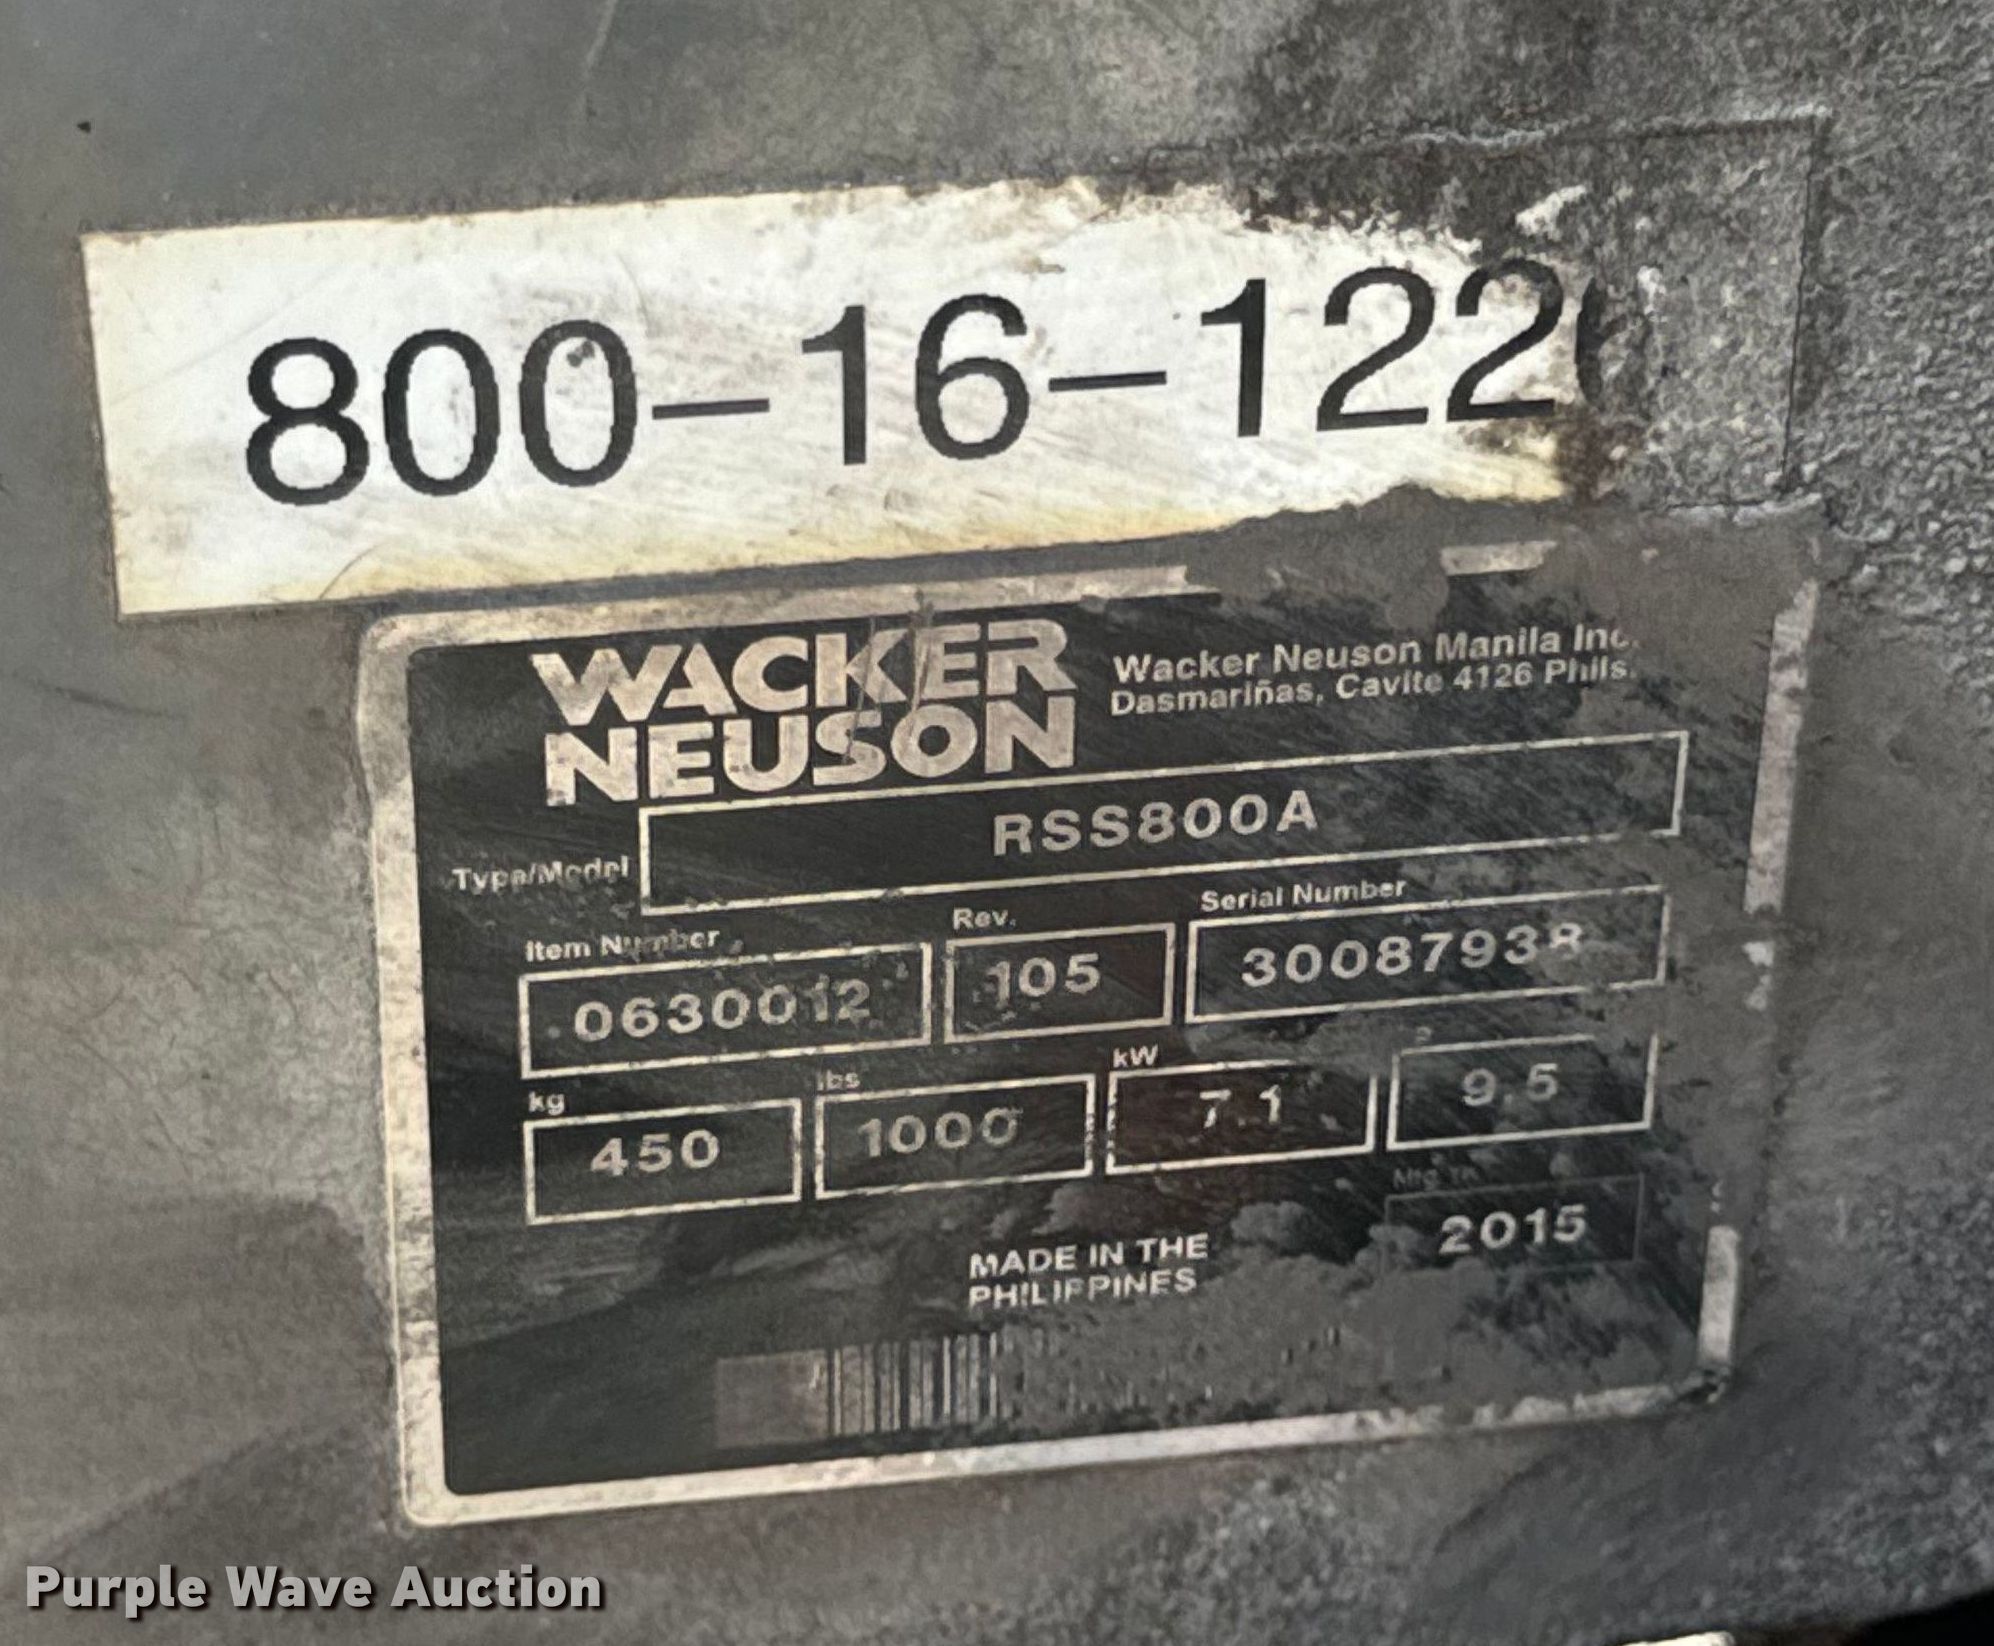 800-16-122
WACKER
NEUSON
Wacker Neuson Manila Inc.
Dasmariñas, Cavite 4126 Phils.
Type/Model
RSS800A
Item Number
Rev.
Serial Number
0630012
105
30087938
kg
lbs
kW
450
1000
7.1
9.5
2015
MADE IN THE
PHILIPPINES
Purple Wave Auction